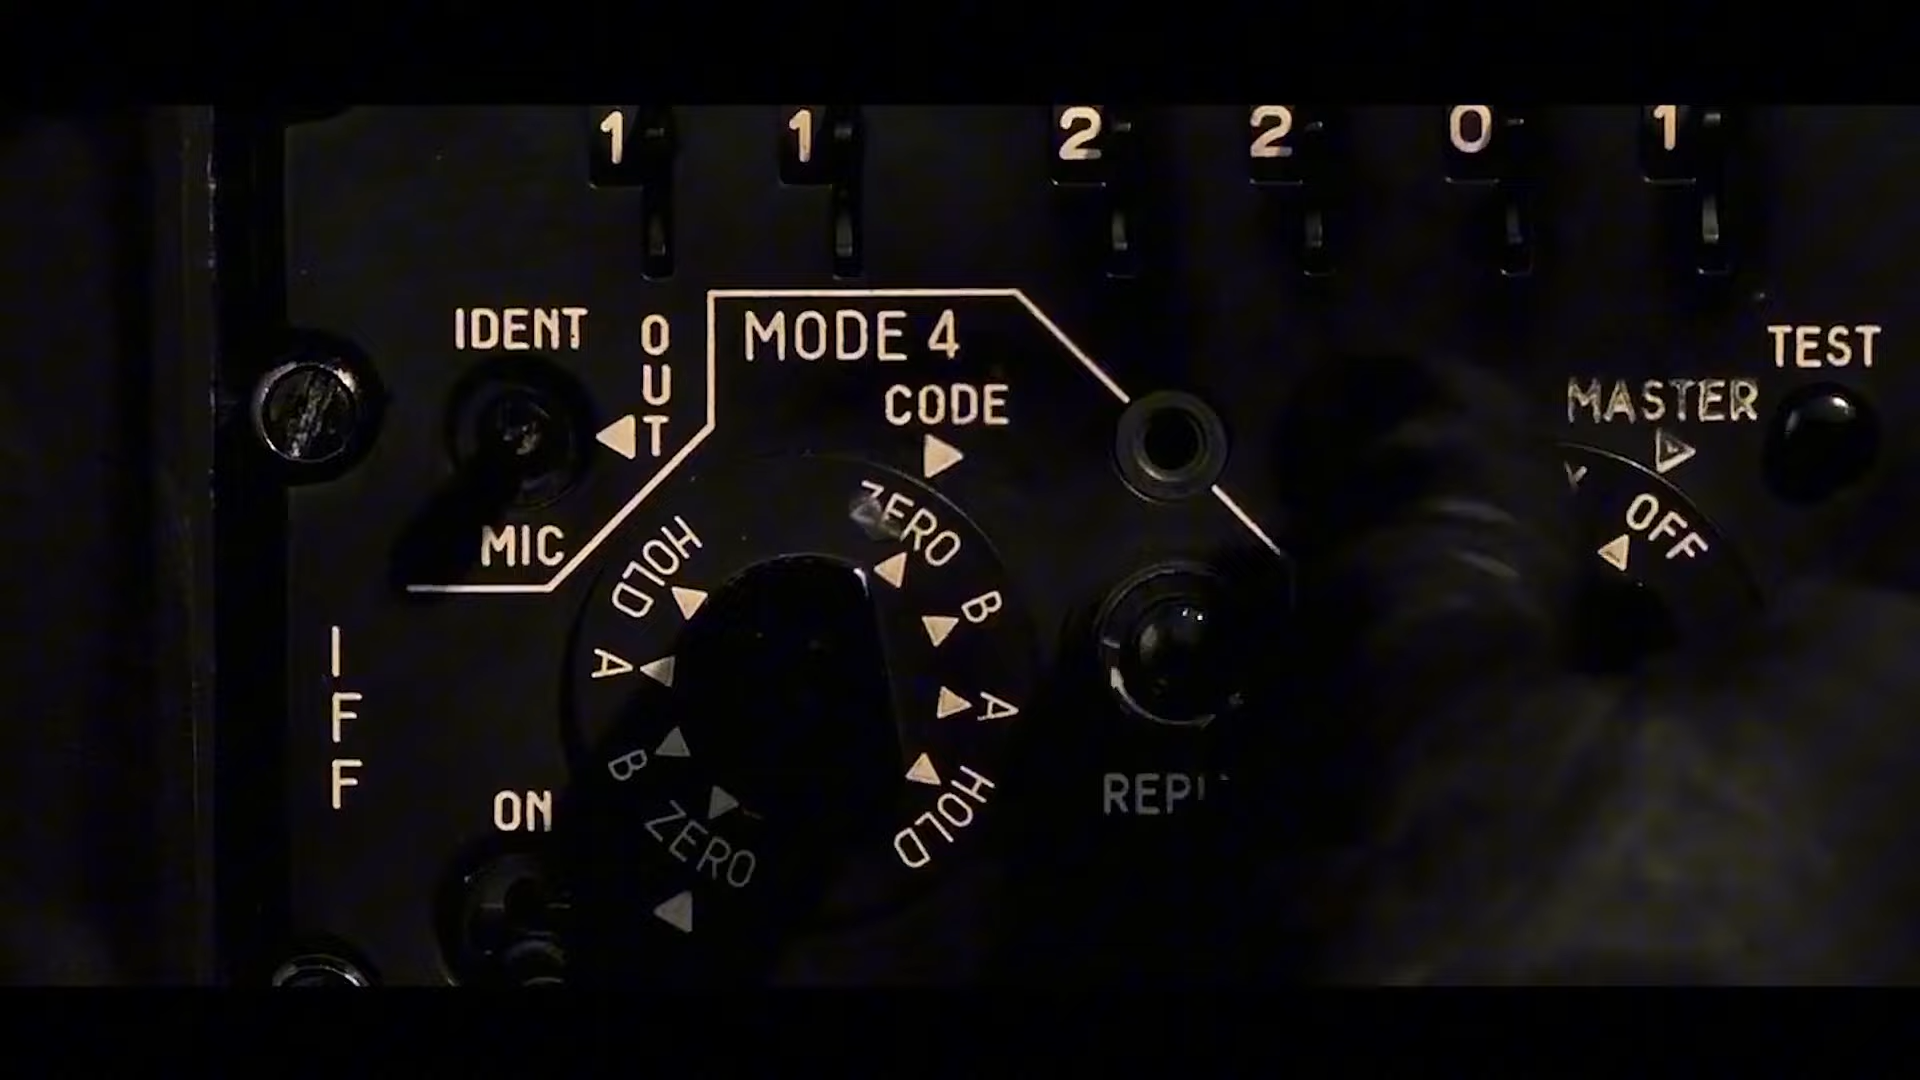 1 1 2 2 0 1
IDENT
OUT
MODE 4
TEST
CODE
MASTER
ZERO
OFF
MIC
HOLD
B
A
A
B
HOLD
IFF
ZERO
ON